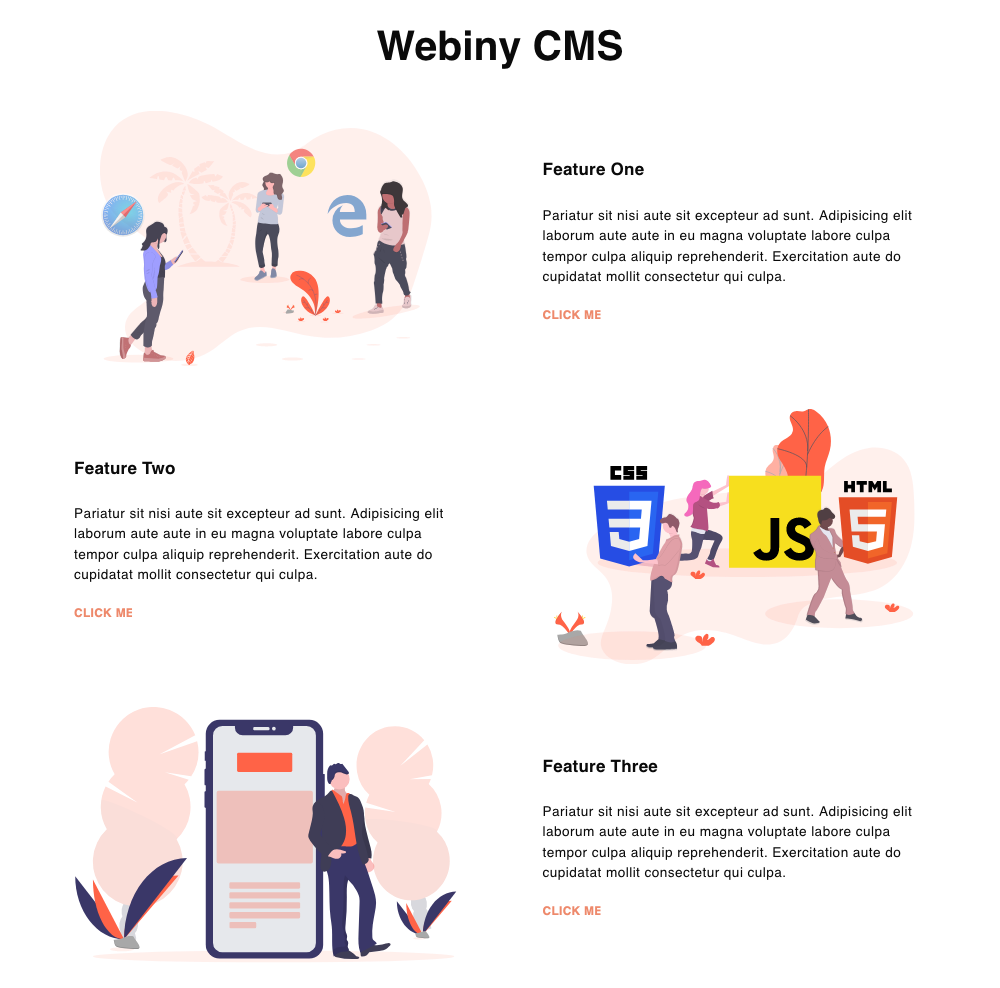 Webiny CMS
Feature One
Pariatur sit nisi aute sit excepteur ad sunt. Adipisicing elit
laborum aute aute in eu magna voluptate labore culpa
tempor culpa aliquip reprehenderit. Exercitation aute do
cupidatat mollit consectetur qui culpa.
CLICK ME
Feature Two
Pariatur sit nisi aute sit excepteur ad sunt. Adipisicing elit
laborum aute aute in eu magna voluptate labore culpa
tempor culpa aliquip reprehenderit. Exercitation aute do
cupidatat mollit consectetur qui culpa.
CLICK ME
CSS
3
JS
HTML
5
Feature Three
Pariatur sit nisi aute sit excepteur ad sunt. Adipisicing elit
laborum aute aute in eu magna voluptate labore culpa
tempor culpa aliquip reprehenderit. Exercitation aute do
cupidatat mollit consectetur qui culpa.
CLICK ME